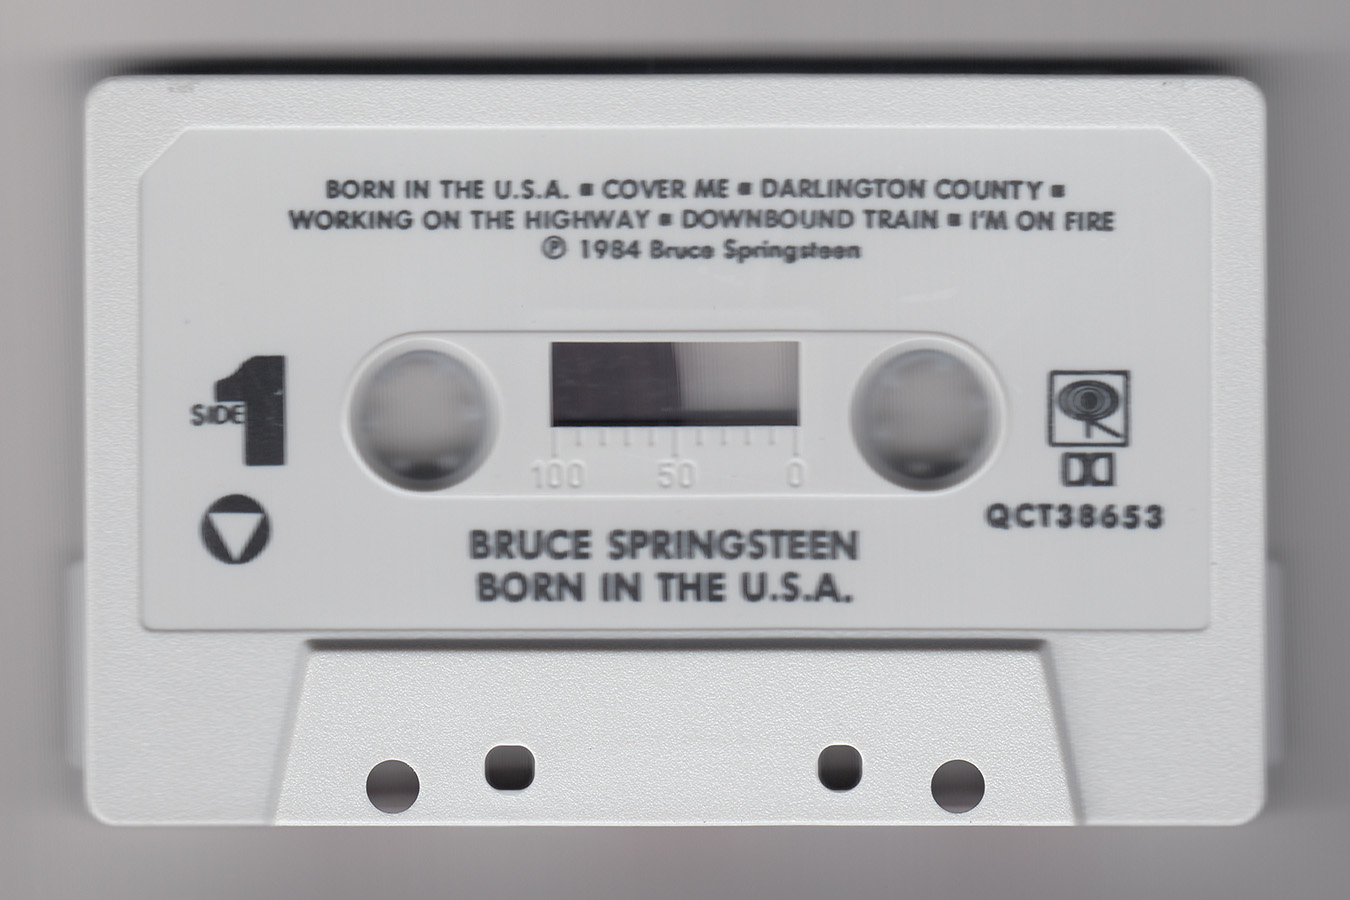 BORN IN THE U.S.A. ■ COVER ME ■ DARLINGTON COUNTY ■
WORKING ON THE HIGHWAY ■ DOWNBOUND TRAIN ■ I'M ON FIRE
℗ 1984 Bruce Springsteen
SIDE 1
100 50 0
QCT38653
BRUCE SPRINGSTEEN
BORN IN THE U.S.A.